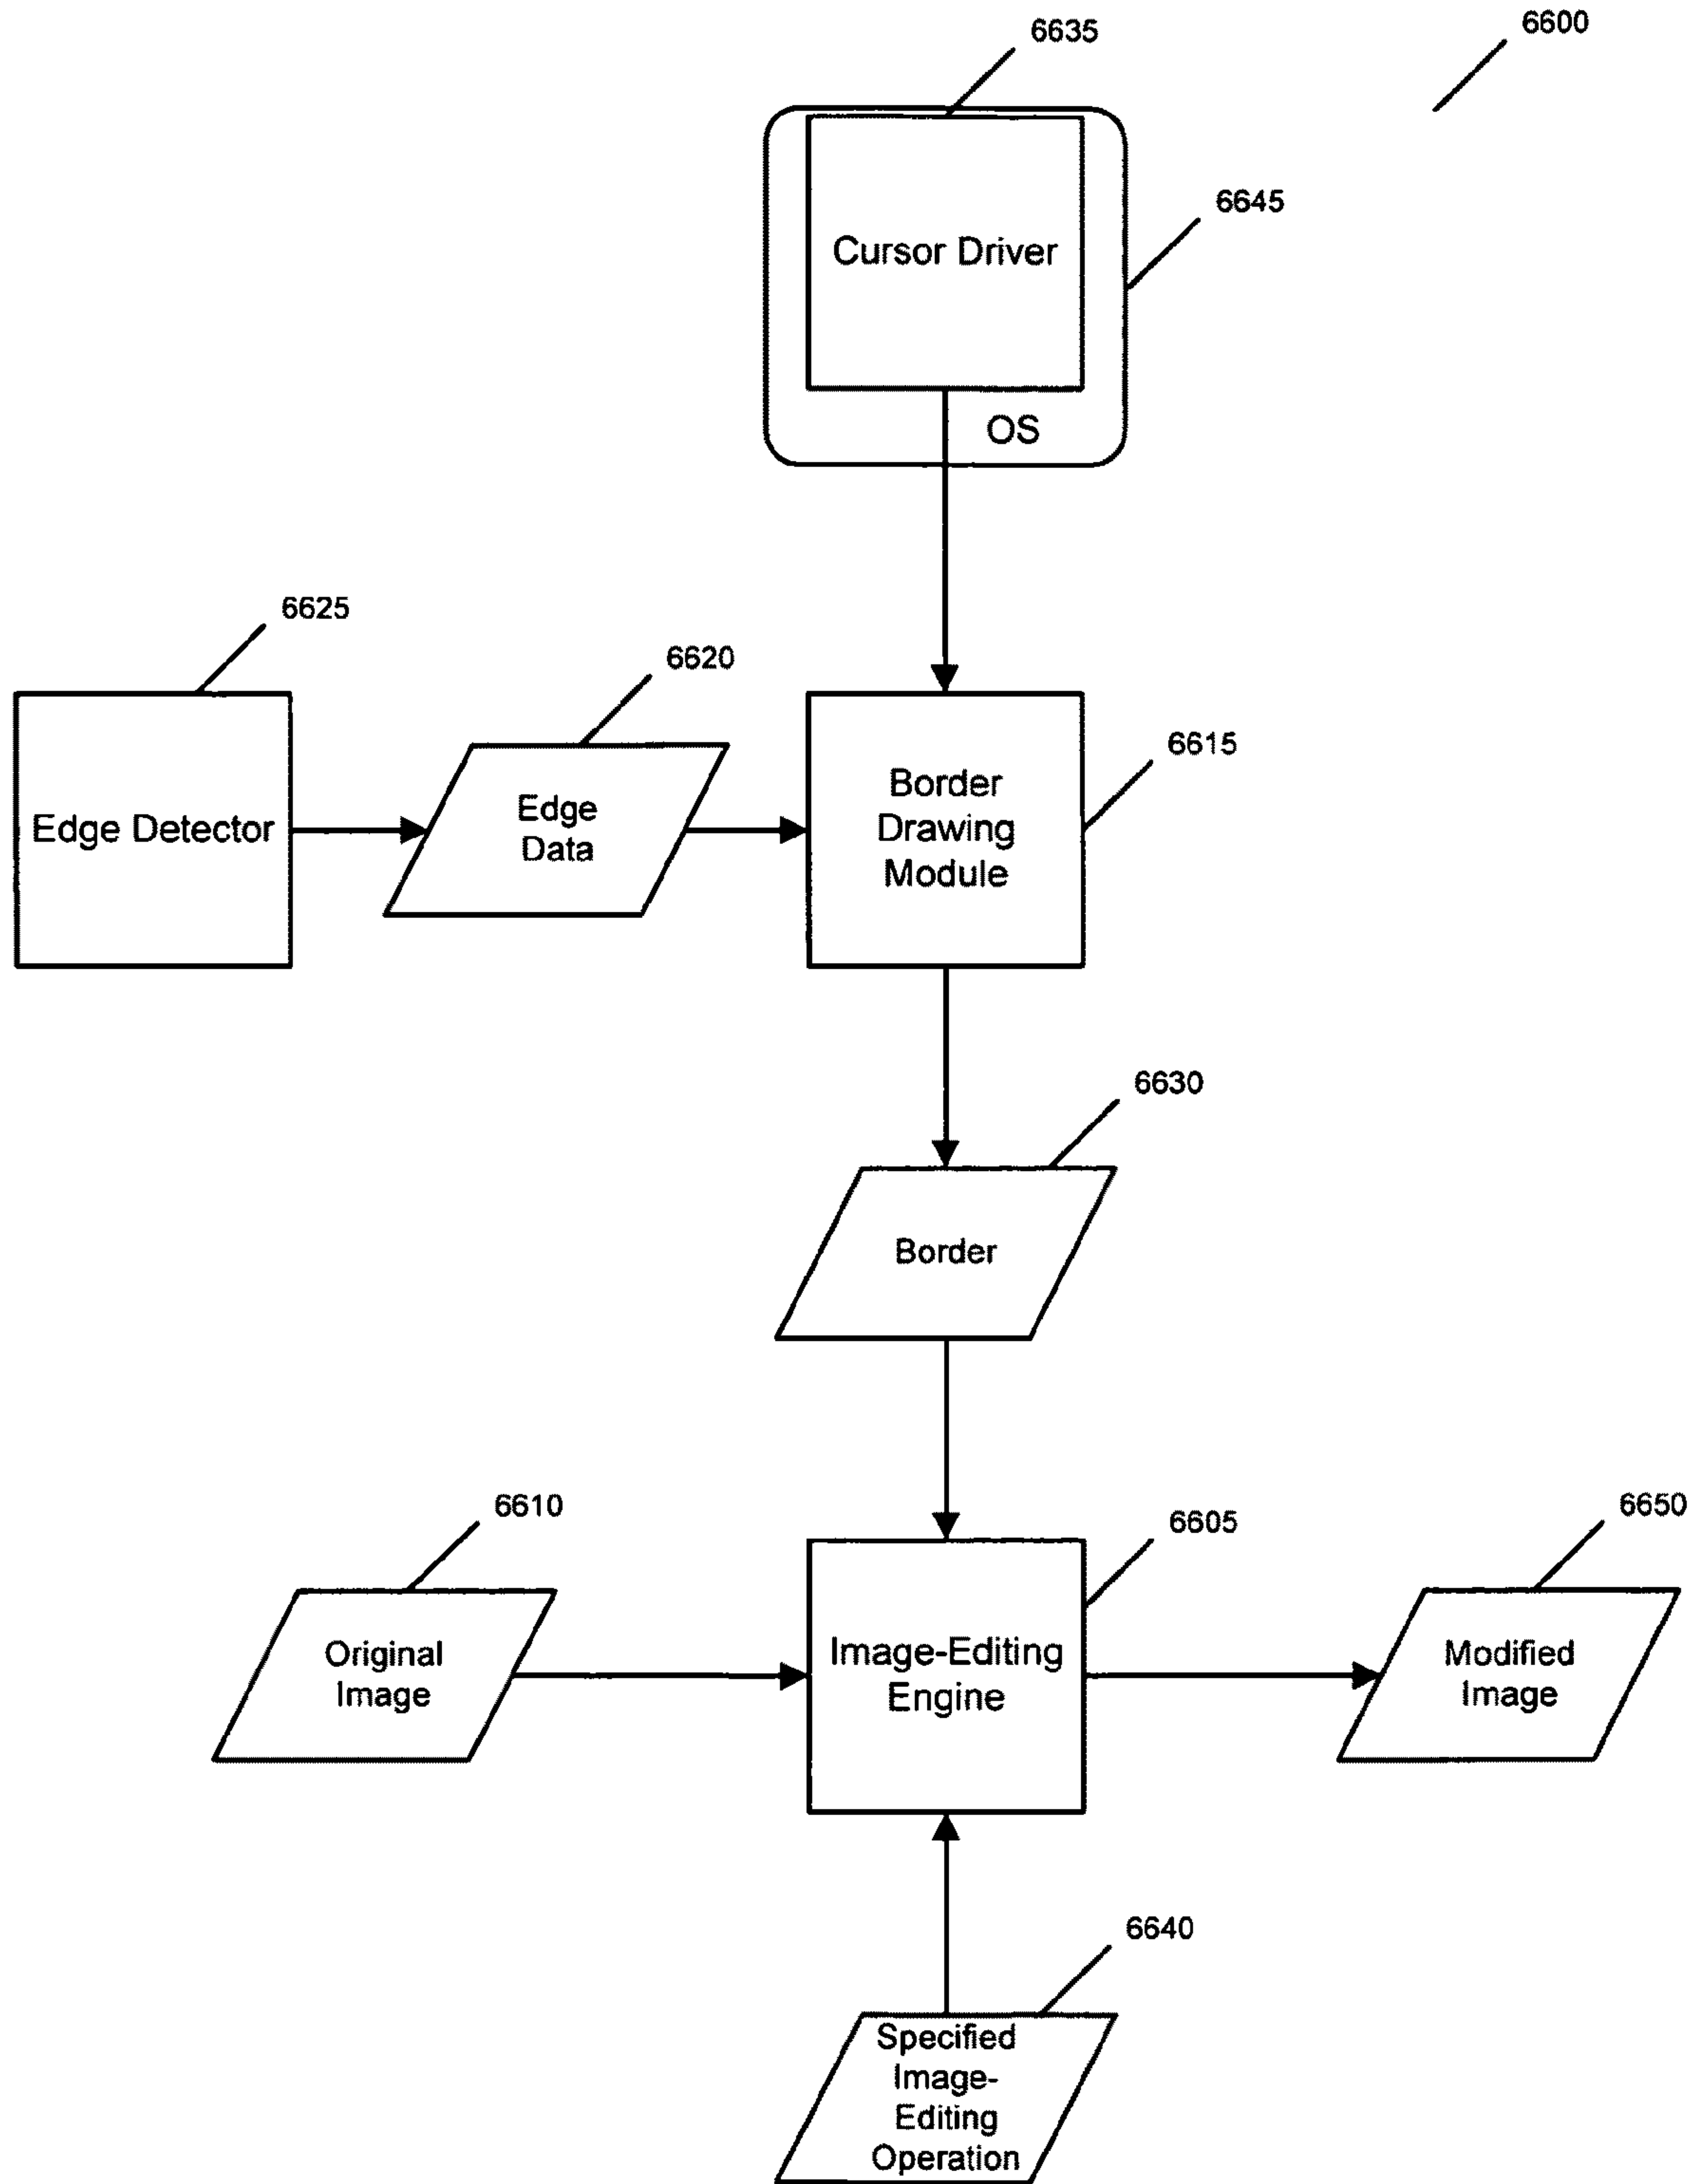 6635
6600
6645
Cursor Driver
OS
6625
6620
6615
Edge Detector
Edge
Data
Border
Drawing
Module
6630
Border
6610
6605
6650
Original
Image
Image-Editing
Engine
Modified
Image
6640
Specified
Image-
Editing
Operation